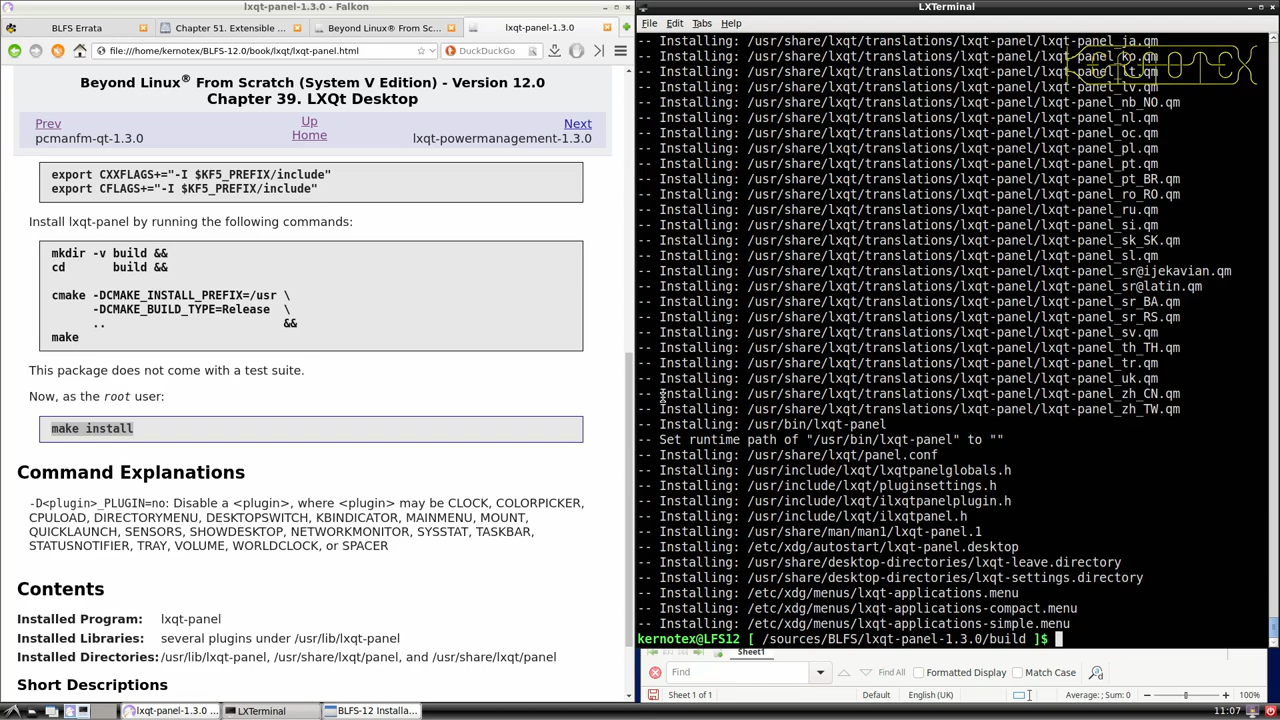 lxqt-panel-1.3.0 - Falkon
BLFS Errata
Chapter 51. Extensible
Beyond Linux® From Sc
lxqt-panel-1.3.0
file:///home/kernotex/BLFS-12.0/book/lxqt/lxqt-panel.html
DuckDuckGo
Beyond Linux® From Scratch (System V Edition) - Version 12.0
Chapter 39. LXQt Desktop
Prev
Up
Next
pcmanfm-qt-1.3.0
Home
lxqt-powermanagement-1.3.0
export CXXFLAGS+="-I $KF5_PREFIX/include"
export CFLAGS+="-I $KF5_PREFIX/include"
Install lxqt-panel by running the following commands:
mkdir -v build &&
cd       build &&
cmake -DCMAKE_INSTALL_PREFIX=/usr \
-DCMAKE_BUILD_TYPE=Release  \
..                          &&
make
This package does not come with a test suite.
Now, as the root user:
make install
Command Explanations
-D<plugin>_PLUGIN=no: Disable a <plugin>, where <plugin> may be CLOCK, COLORPICKER,
CPULOAD, DIRECTORYMENU, DESKTOPSWITCH, KBINDICATOR, MAINMENU, MOUNT,
QUICKLAUNCH, SENSORS, SHOWDESKTOP, NETWORKMONITOR, SYSSTAT, TASKBAR,
STATUSNOTIFIER, TRAY, VOLUME, WORLDCLOCK, or SPACER
Contents
Installed Program: lxqt-panel
Installed Libraries: several plugins under /usr/lib/lxqt-panel
Installed Directories: /usr/lib/lxqt-panel, /usr/share/lxqt-panel, and /usr/share/lxqt
Short Descriptions
LXTerminal
File Edit Tabs Help
-- Installing: /usr/share/lxqt/translations/lxqt-panel/lxqt-panel_ja.qm
-- Installing: /usr/share/lxqt/translations/lxqt-panel/lxqt-panel_ko.qm
-- Installing: /usr/share/lxqt/translations/lxqt-panel/lxqt-panel_lt.qm
-- Installing: /usr/share/lxqt/translations/lxqt-panel/lxqt-panel_lv.qm
-- Installing: /usr/share/lxqt/translations/lxqt-panel/lxqt-panel_nb_NO.qm
-- Installing: /usr/share/lxqt/translations/lxqt-panel/lxqt-panel_nl.qm
-- Installing: /usr/share/lxqt/translations/lxqt-panel/lxqt-panel_oc.qm
-- Installing: /usr/share/lxqt/translations/lxqt-panel/lxqt-panel_pl.qm
-- Installing: /usr/share/lxqt/translations/lxqt-panel/lxqt-panel_pt.qm
-- Installing: /usr/share/lxqt/translations/lxqt-panel/lxqt-panel_pt_BR.qm
-- Installing: /usr/share/lxqt/translations/lxqt-panel/lxqt-panel_ro_RO.qm
-- Installing: /usr/share/lxqt/translations/lxqt-panel/lxqt-panel_ru.qm
-- Installing: /usr/share/lxqt/translations/lxqt-panel/lxqt-panel_si.qm
-- Installing: /usr/share/lxqt/translations/lxqt-panel/lxqt-panel_sk_SK.qm
-- Installing: /usr/share/lxqt/translations/lxqt-panel/lxqt-panel_sl.qm
-- Installing: /usr/share/lxqt/translations/lxqt-panel/lxqt-panel_sr@ijekavian.qm
-- Installing: /usr/share/lxqt/translations/lxqt-panel/lxqt-panel_sr@latin.qm
-- Installing: /usr/share/lxqt/translations/lxqt-panel/lxqt-panel_sr_BA.qm
-- Installing: /usr/share/lxqt/translations/lxqt-panel/lxqt-panel_sr_RS.qm
-- Installing: /usr/share/lxqt/translations/lxqt-panel/lxqt-panel_sv.qm
-- Installing: /usr/share/lxqt/translations/lxqt-panel/lxqt-panel_th_TH.qm
-- Installing: /usr/share/lxqt/translations/lxqt-panel/lxqt-panel_tr.qm
-- Installing: /usr/share/lxqt/translations/lxqt-panel/lxqt-panel_uk.qm
-- Installing: /usr/share/lxqt/translations/lxqt-panel/lxqt-panel_zh_CN.qm
-- Installing: /usr/share/lxqt/translations/lxqt-panel/lxqt-panel_zh_TW.qm
-- Installing: /usr/bin/lxqt-panel
-- Set runtime path of "/usr/bin/lxqt-panel" to ""
-- Installing: /usr/share/lxqt/panel.conf
-- Installing: /usr/include/lxqt/lxqtpanelglobals.h
-- Installing: /usr/include/lxqt/pluginsettings.h
-- Installing: /usr/include/lxqt/ilxqtpanelplugin.h
-- Installing: /usr/include/lxqt/ilxqtpanel.h
-- Installing: /usr/share/man/man1/lxqt-panel.1
-- Installing: /etc/xdg/autostart/lxqt-panel.desktop
-- Installing: /usr/share/desktop-directories/lxqt-leave.directory
-- Installing: /usr/share/desktop-directories/lxqt-settings.directory
-- Installing: /etc/xdg/menus/lxqt-applications.menu
-- Installing: /etc/xdg/menus/lxqt-applications-compact.menu
-- Installing: /etc/xdg/menus/lxqt-applications-simple.menu
kernotex@LFS12 [ /sources/BLFS/lxqt-panel-1.3.0/build ]$
KERNOTEX
Sheet1
Find
Find All
Formatted Display
Match Case
Sheet 1 of 1
Default
English (UK)
Average: ; Sum: 0
100%
lxqt-panel-1.3.0 ...
LXTerminal
BLFS-12 Installa...
11:07